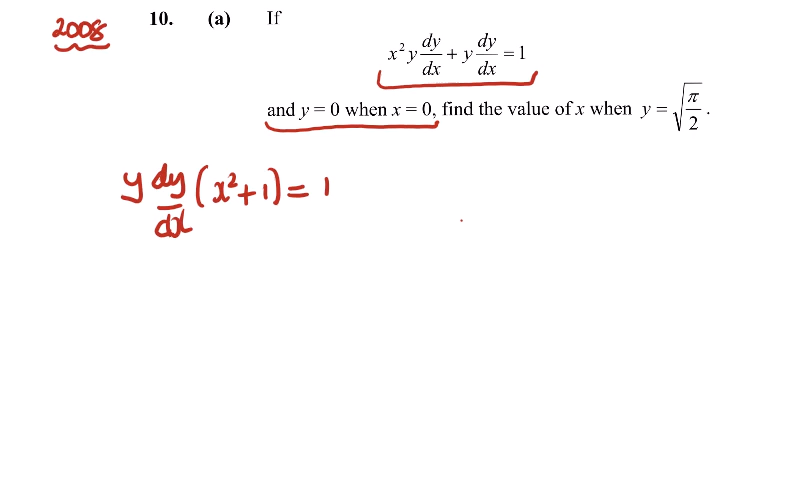 2008
10. (a) If
x² y dy/dx + y dy/dx = 1
and y = 0 when x = 0, find the value of x when y = √(π/2) .
y dy/dx (x² + 1) = 1